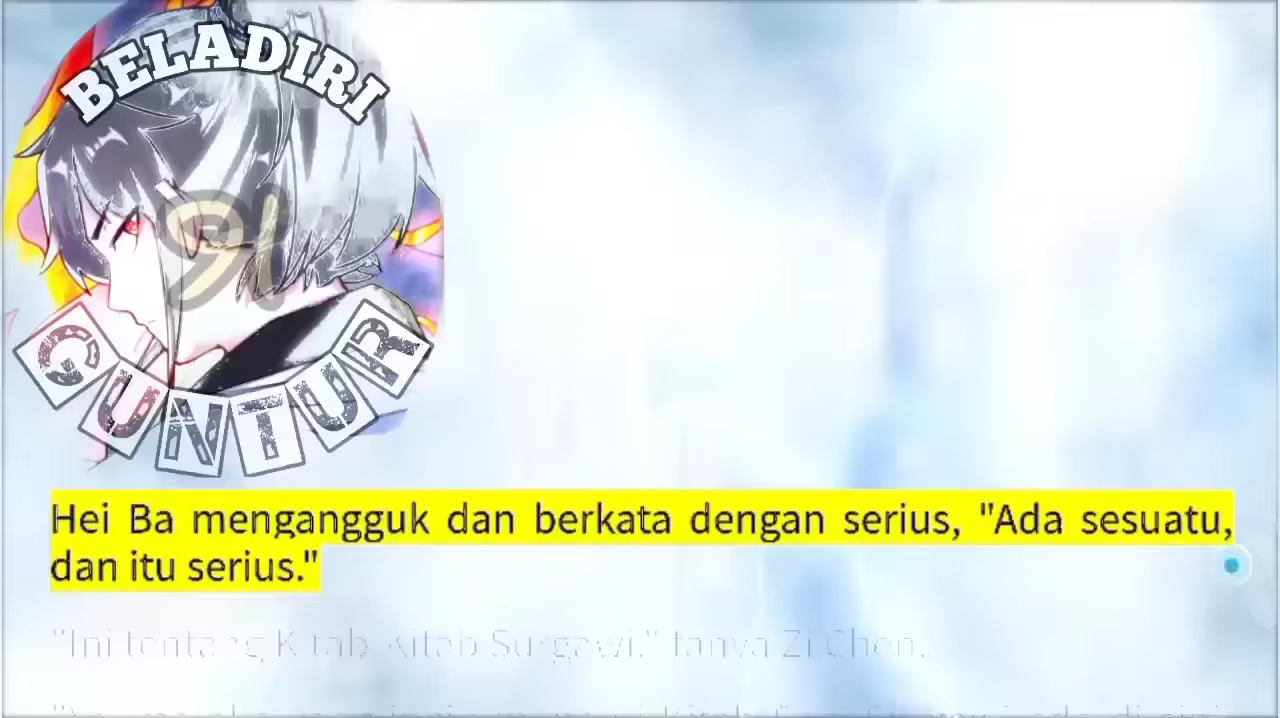 BELADIRI
GUNTUR
Hei Ba mengangguk dan berkata dengan serius, "Ada sesuatu,
dan itu serius."
"Ini tentang Kitab-Kitab Surgawi." tanya Zi Chen.